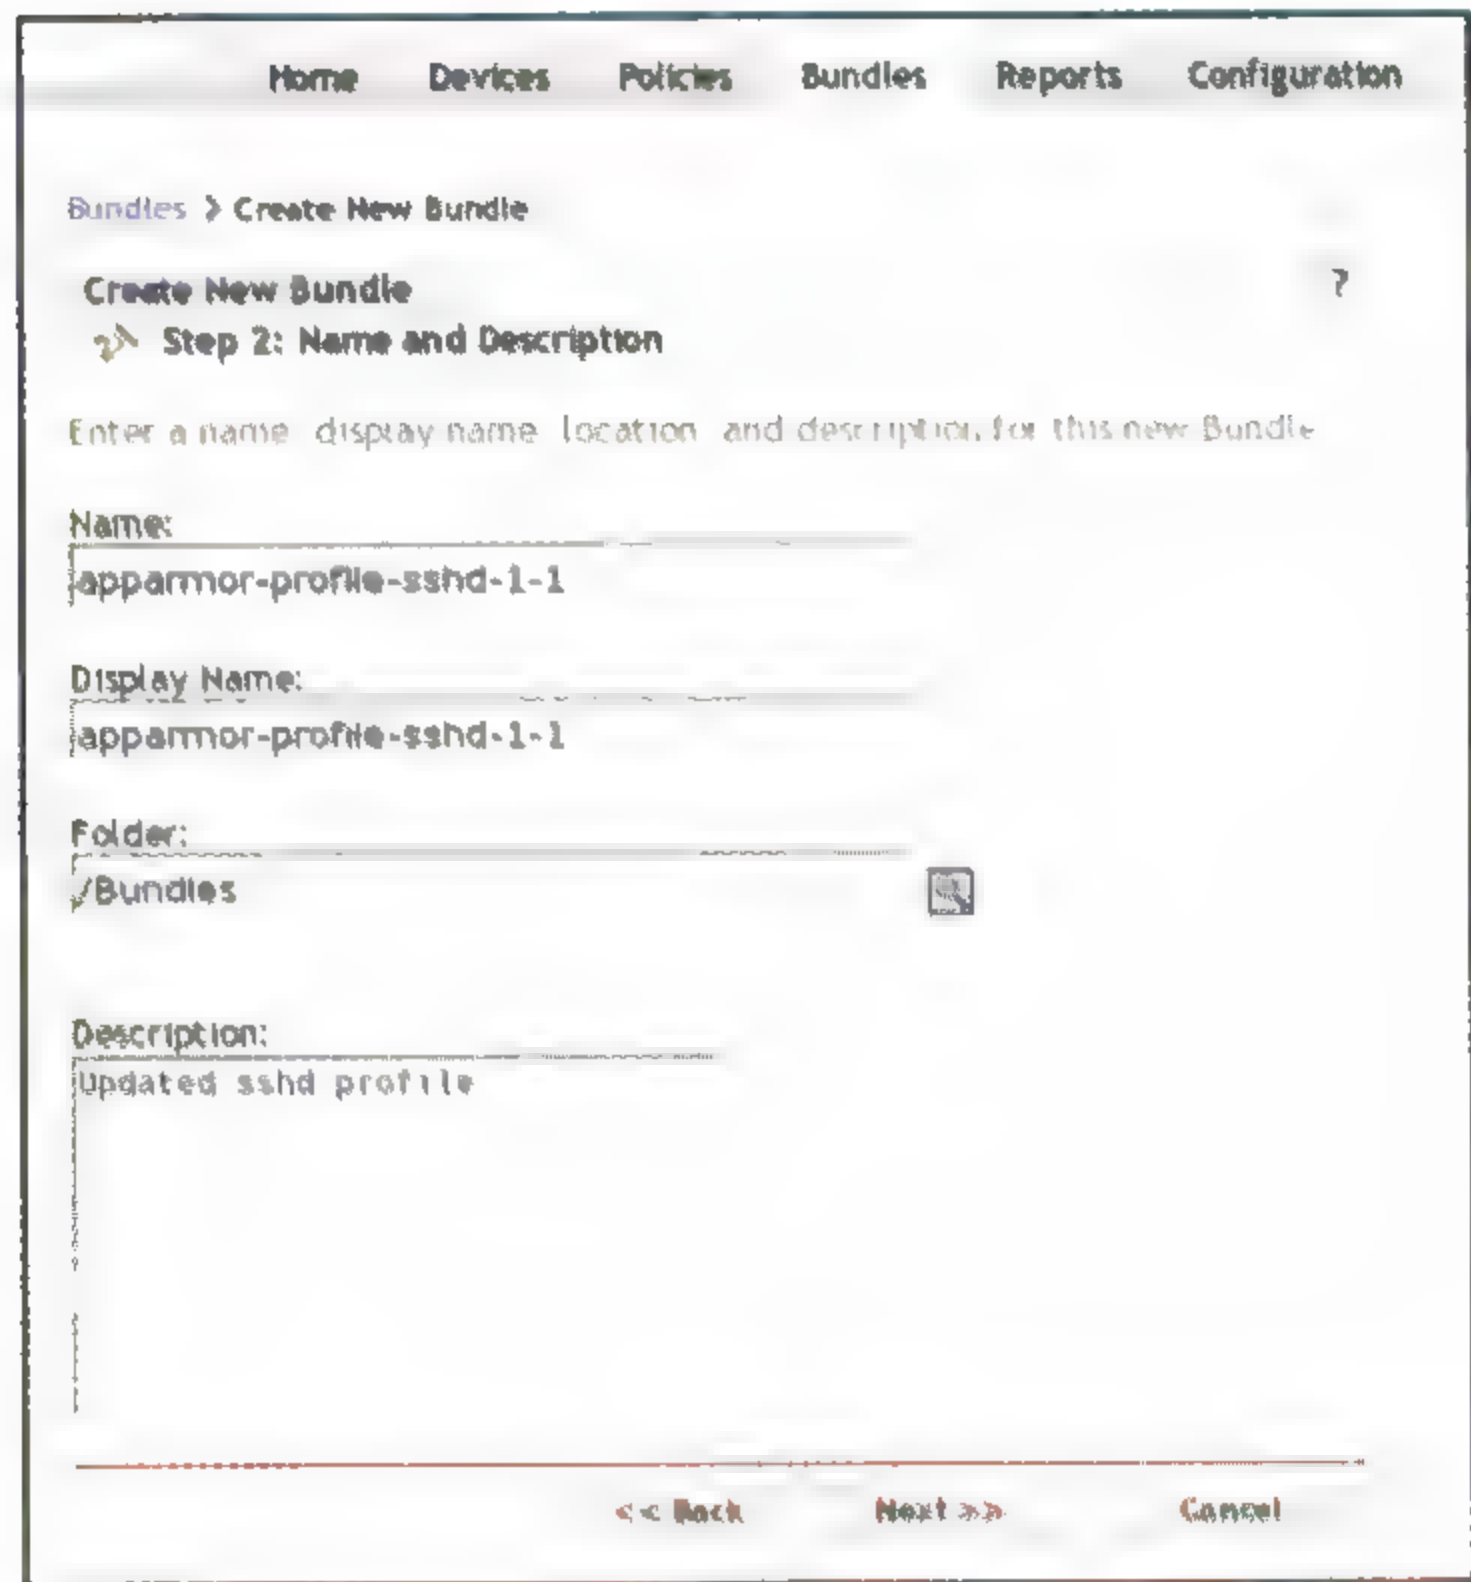 Home Devices Policies Bundles Reports Configuration
Bundles > Create New Bundle
Create New Bundle ?
Step 2: Name and Description
Enter a name display name location and description for this new Bundle
Name:
apparmor-profile-sshd-1-1
Display Name:
apparmor-profile-sshd-1-1
Folder:
/Bundles
Description:
Updated sshd profile
<< Back Next >> Cancel